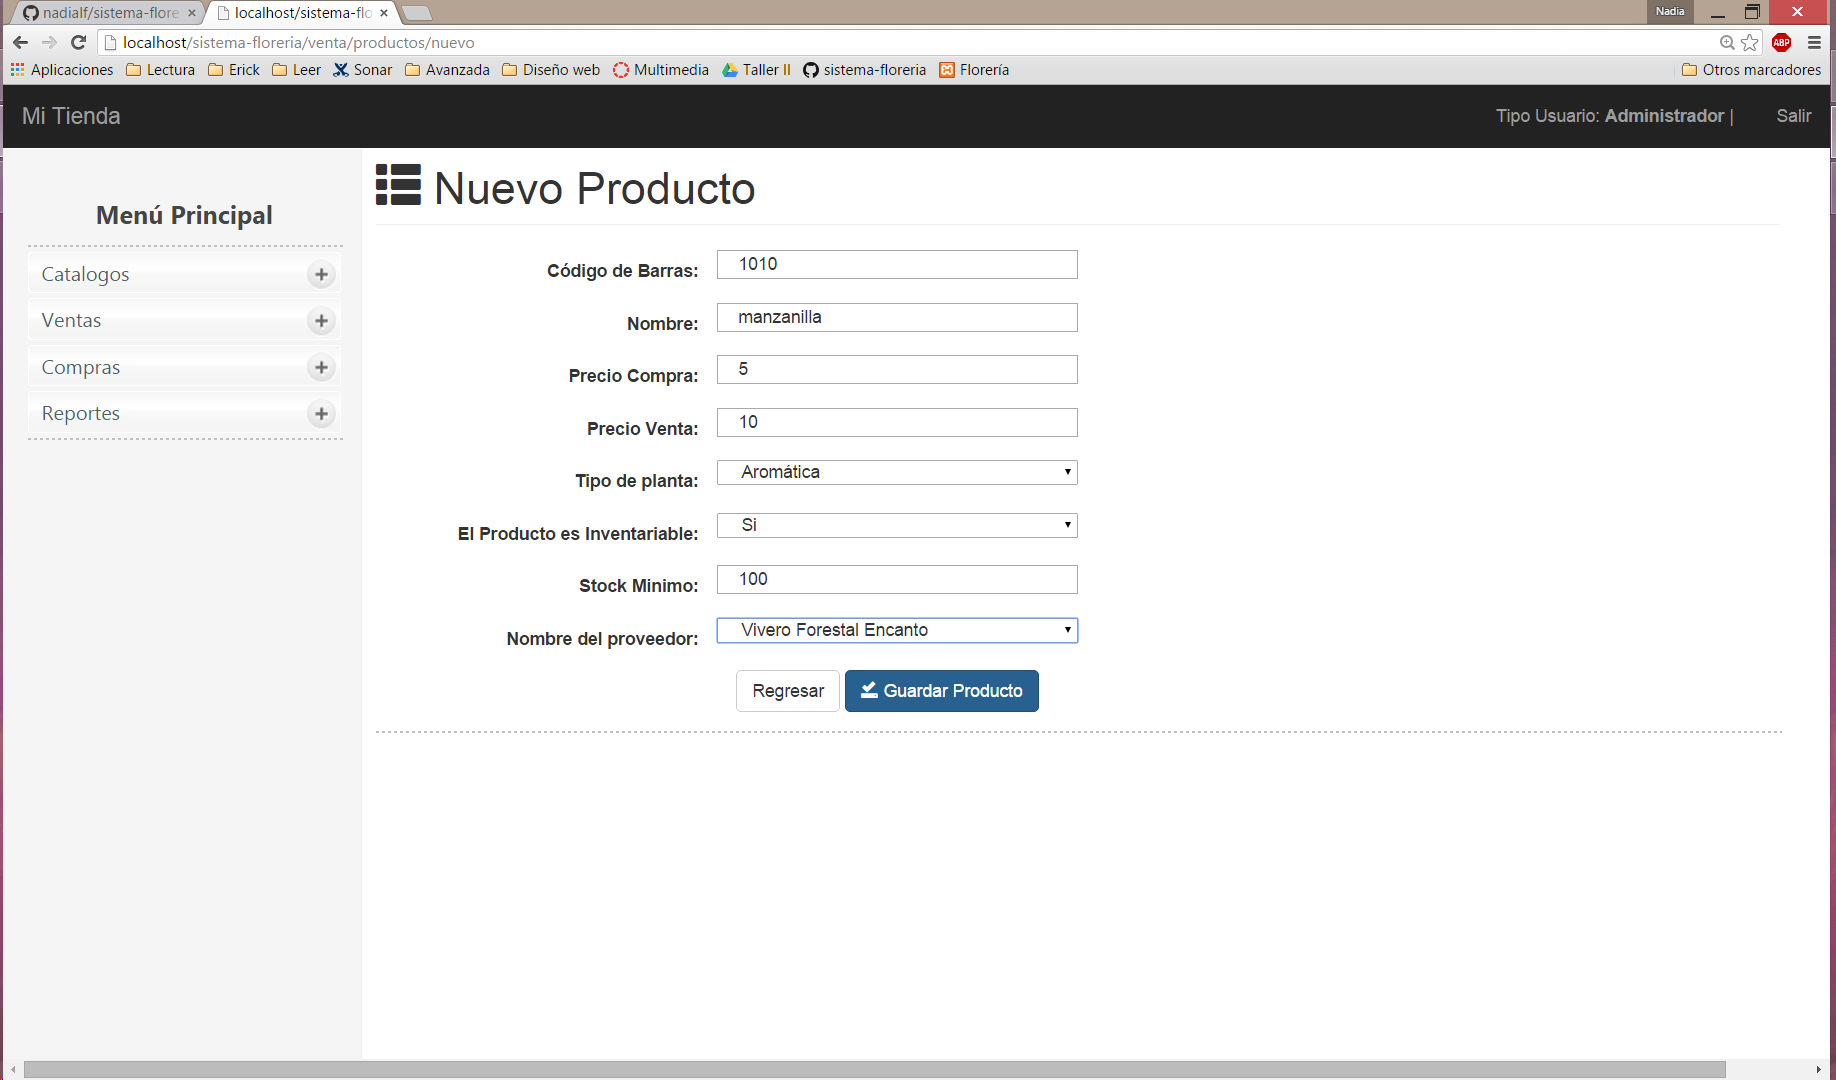 nadialf/sistema-flore
localhost/sistema-flo
Nadia
localhost/sistema-floreria/venta/productos/nuevo
ABP
Aplicaciones Lectura Erick Leer Sonar Avanzada Diseño web Multimedia Taller II sistema-floreria Florería Otros marcadores
Mi Tienda
Tipo Usuario: Administrador |
Salir
Menú Principal
Catalogos
Ventas
Compras
Reportes
Nuevo Producto
Código de Barras: 1010
Nombre: manzanilla
Precio Compra: 5
Precio Venta: 10
Tipo de planta: Aromática
El Producto es Inventariable: Si
Stock Minimo: 100
Nombre del proveedor: Vivero Forestal Encanto
Regresar
Guardar Producto